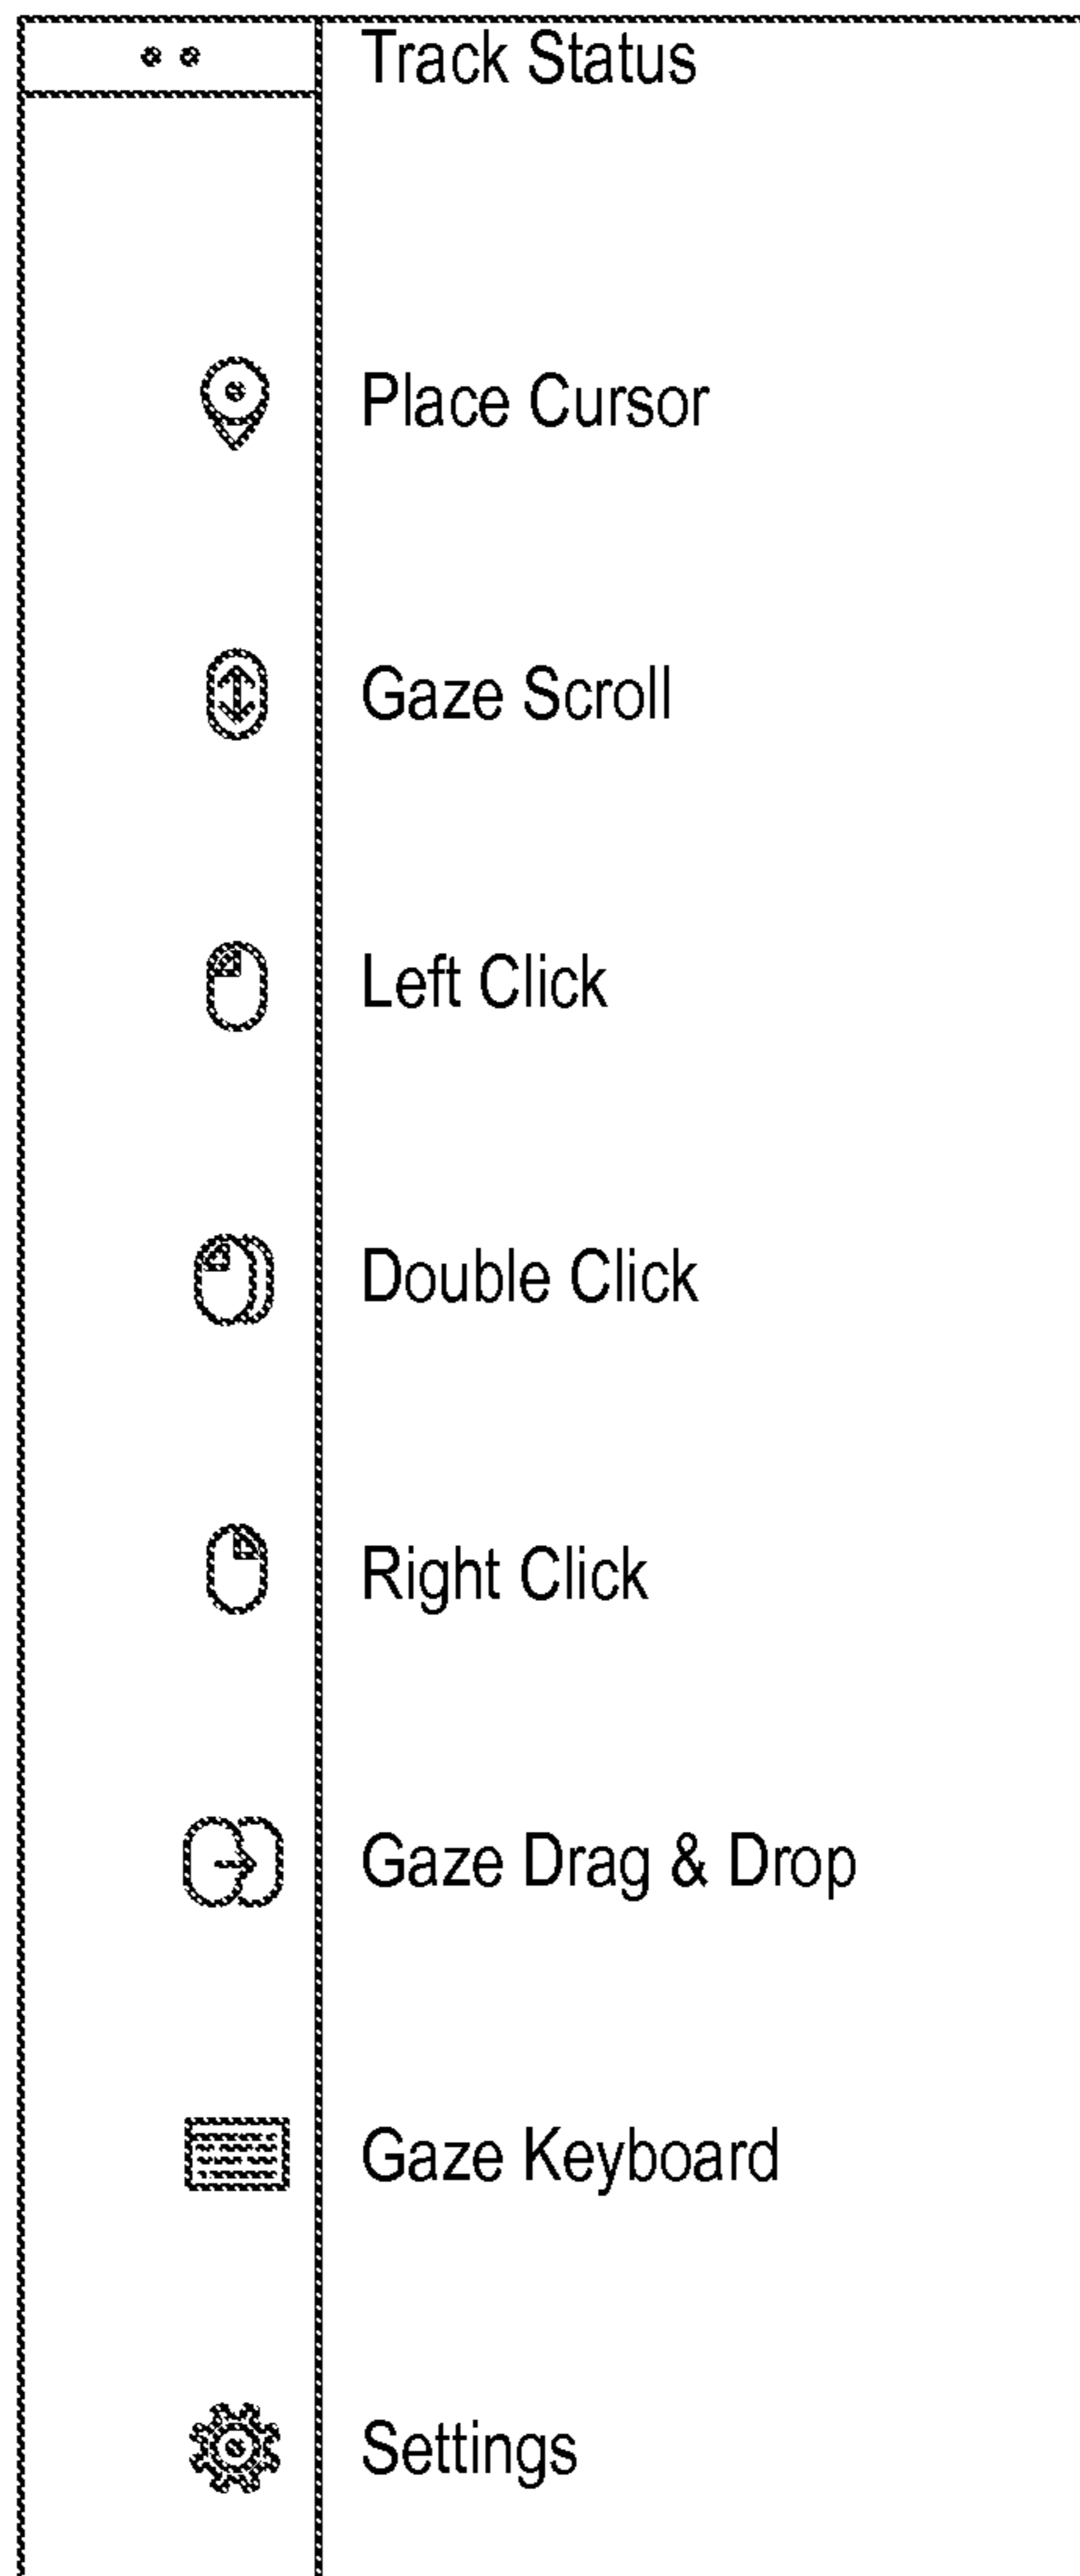 Track Status
Place Cursor
Gaze Scroll
Left Click
Double Click
Right Click
Gaze Drag & Drop
Gaze Keyboard
Settings